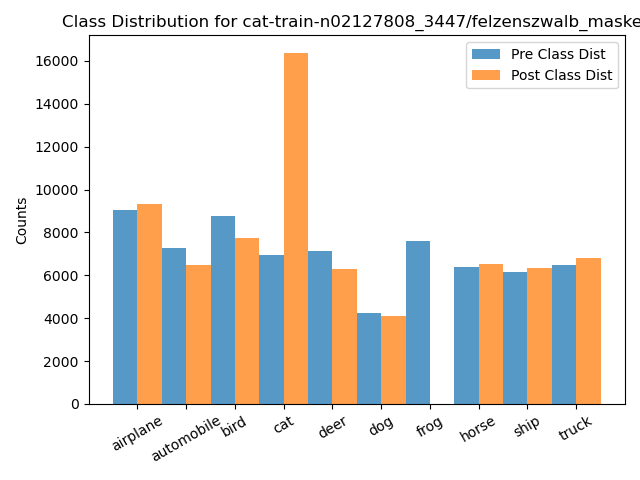 Class Distribution for cat-train-n02127808_3447/felzenszwalb_maske
Pre Class Dist
Post Class Dist
Counts
16000
14000
12000
10000
8000
6000
4000
2000
0
airplane
automobile
bird
cat
deer
dog
frog
horse
ship
truck